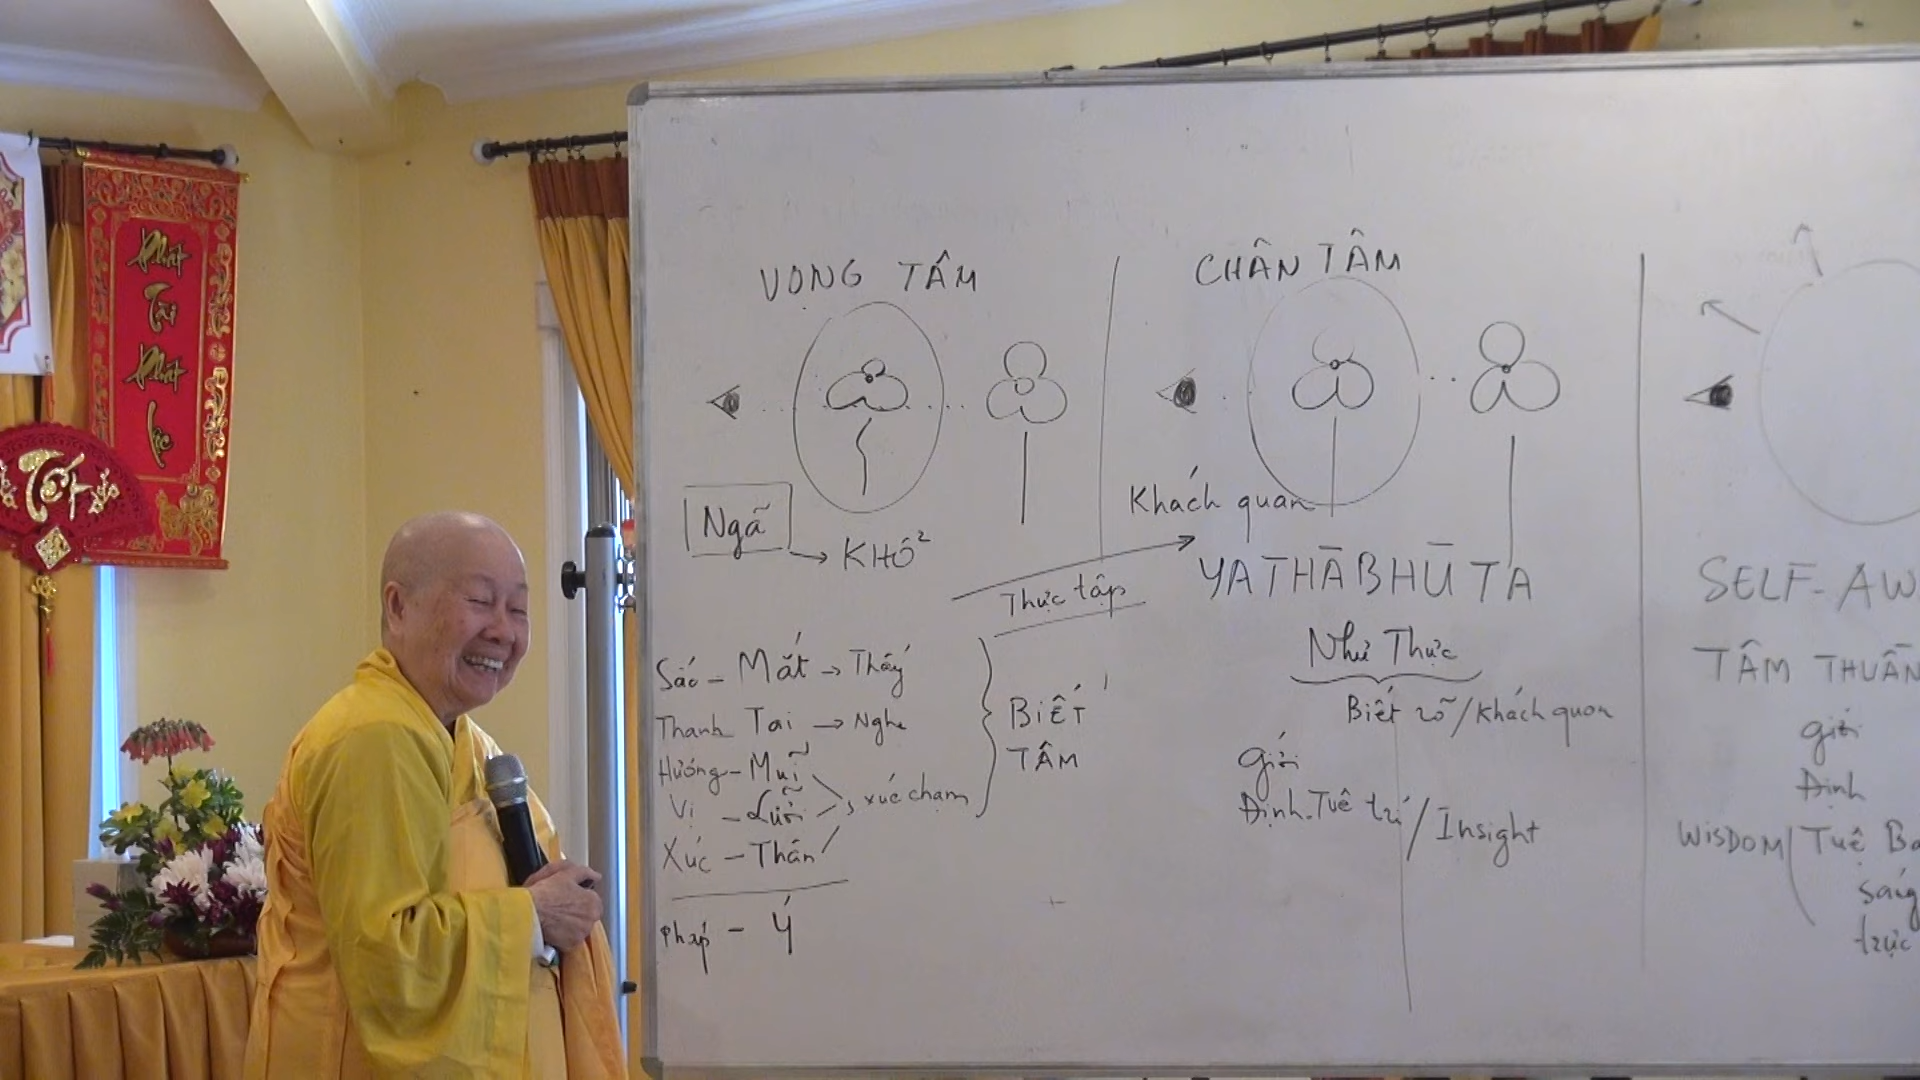 Phát
Tài
Phát
Lộc
Tết
VỌNG TÂM
Ngã
KHỔ²
Sắc - Mắt → Thấy
Thanh Tai → Nghe
Hương - Mũi
Vị - Lưỡi
xúc chạm
Xúc - Thân
Pháp - Ý
BIẾT
TÂM
Thực tập
CHÂN TÂM
Khách quan
YATHĀBHŪTA
Như Thực
Biết rõ / Khách quan
Giới
Định. Tuệ trí / Insight
SELF-AW
TÂM THUẦN
Giới
Định
WISDOM / Tuệ Ba
sáng
trực